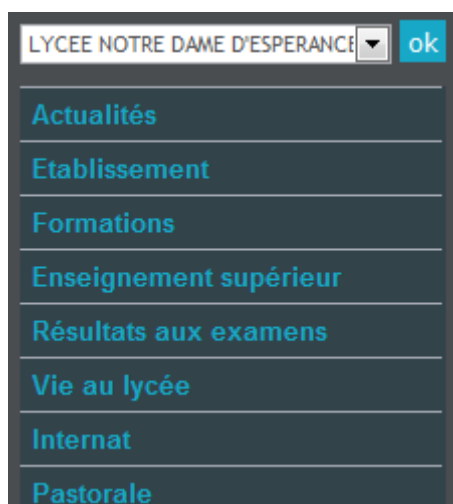 LYCEE NOTRE DAME D'ESPERANCE ok
Actualités
Etablissement
Formations
Enseignement supérieur
Résultats aux examens
Vie au lycée
Internat
Pastorale